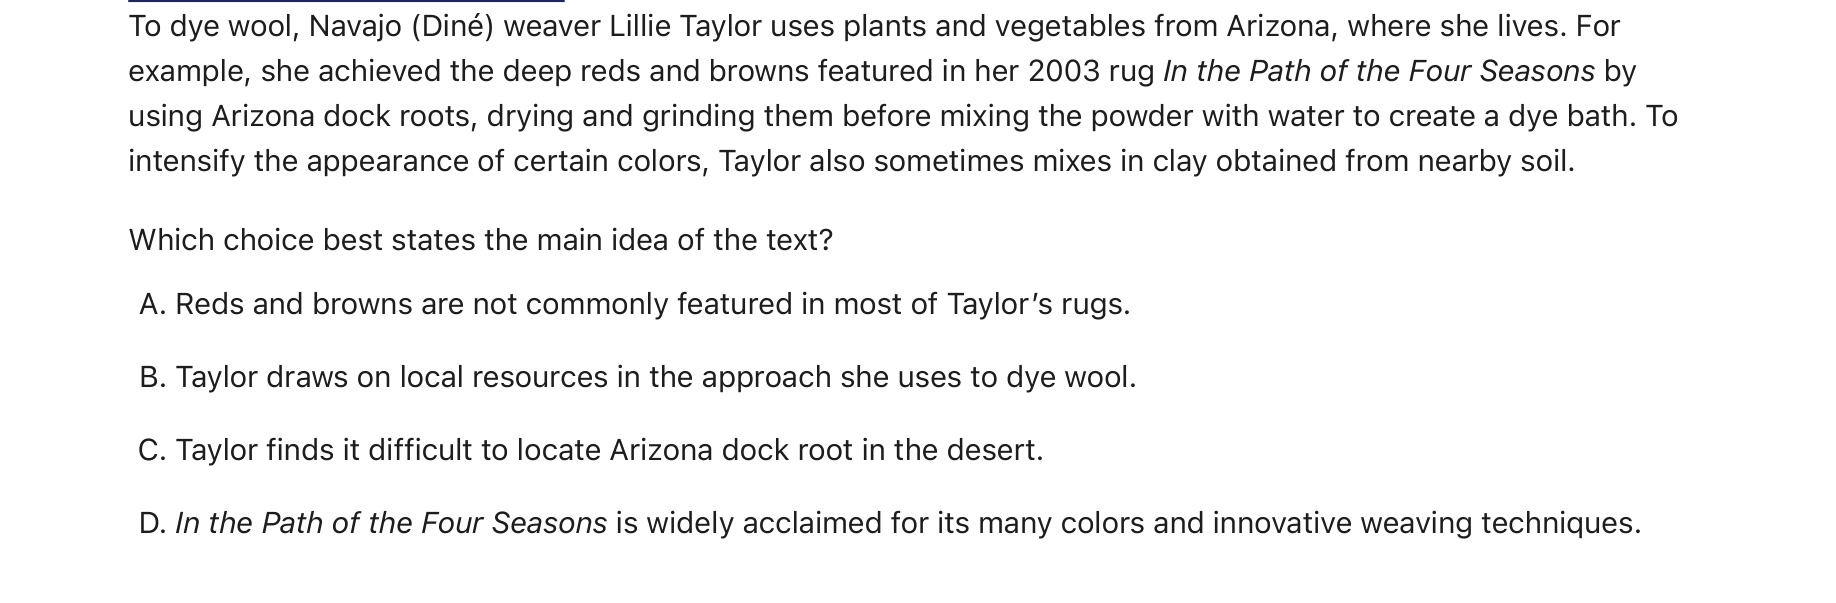 To dye wool, Navajo (Diné) weaver Lillie Taylor uses plants and vegetables from Arizona, where she lives. For
example, she achieved the deep reds and browns featured in her 2003 rug In the Path of the Four Seasons by
using Arizona dock roots, drying and grinding them before mixing the powder with water to create a dye bath. To
intensify the appearance of certain colors, Taylor also sometimes mixes in clay obtained from nearby soil.
Which choice best states the main idea of the text?
A. Reds and browns are not commonly featured in most of Taylor’s rugs.
B. Taylor draws on local resources in the approach she uses to dye wool.
C. Taylor finds it difficult to locate Arizona dock root in the desert.
D. In the Path of the Four Seasons is widely acclaimed for its many colors and innovative weaving techniques.